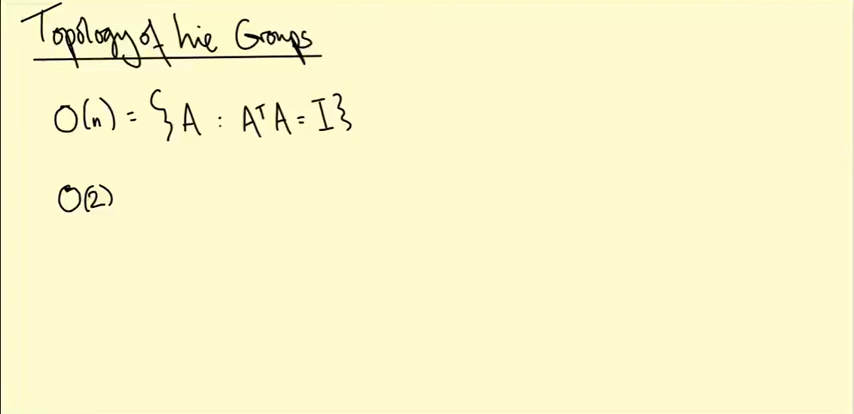 Topology of Lie Groups
O(n) = {A : AᵀA = I}
O(2)